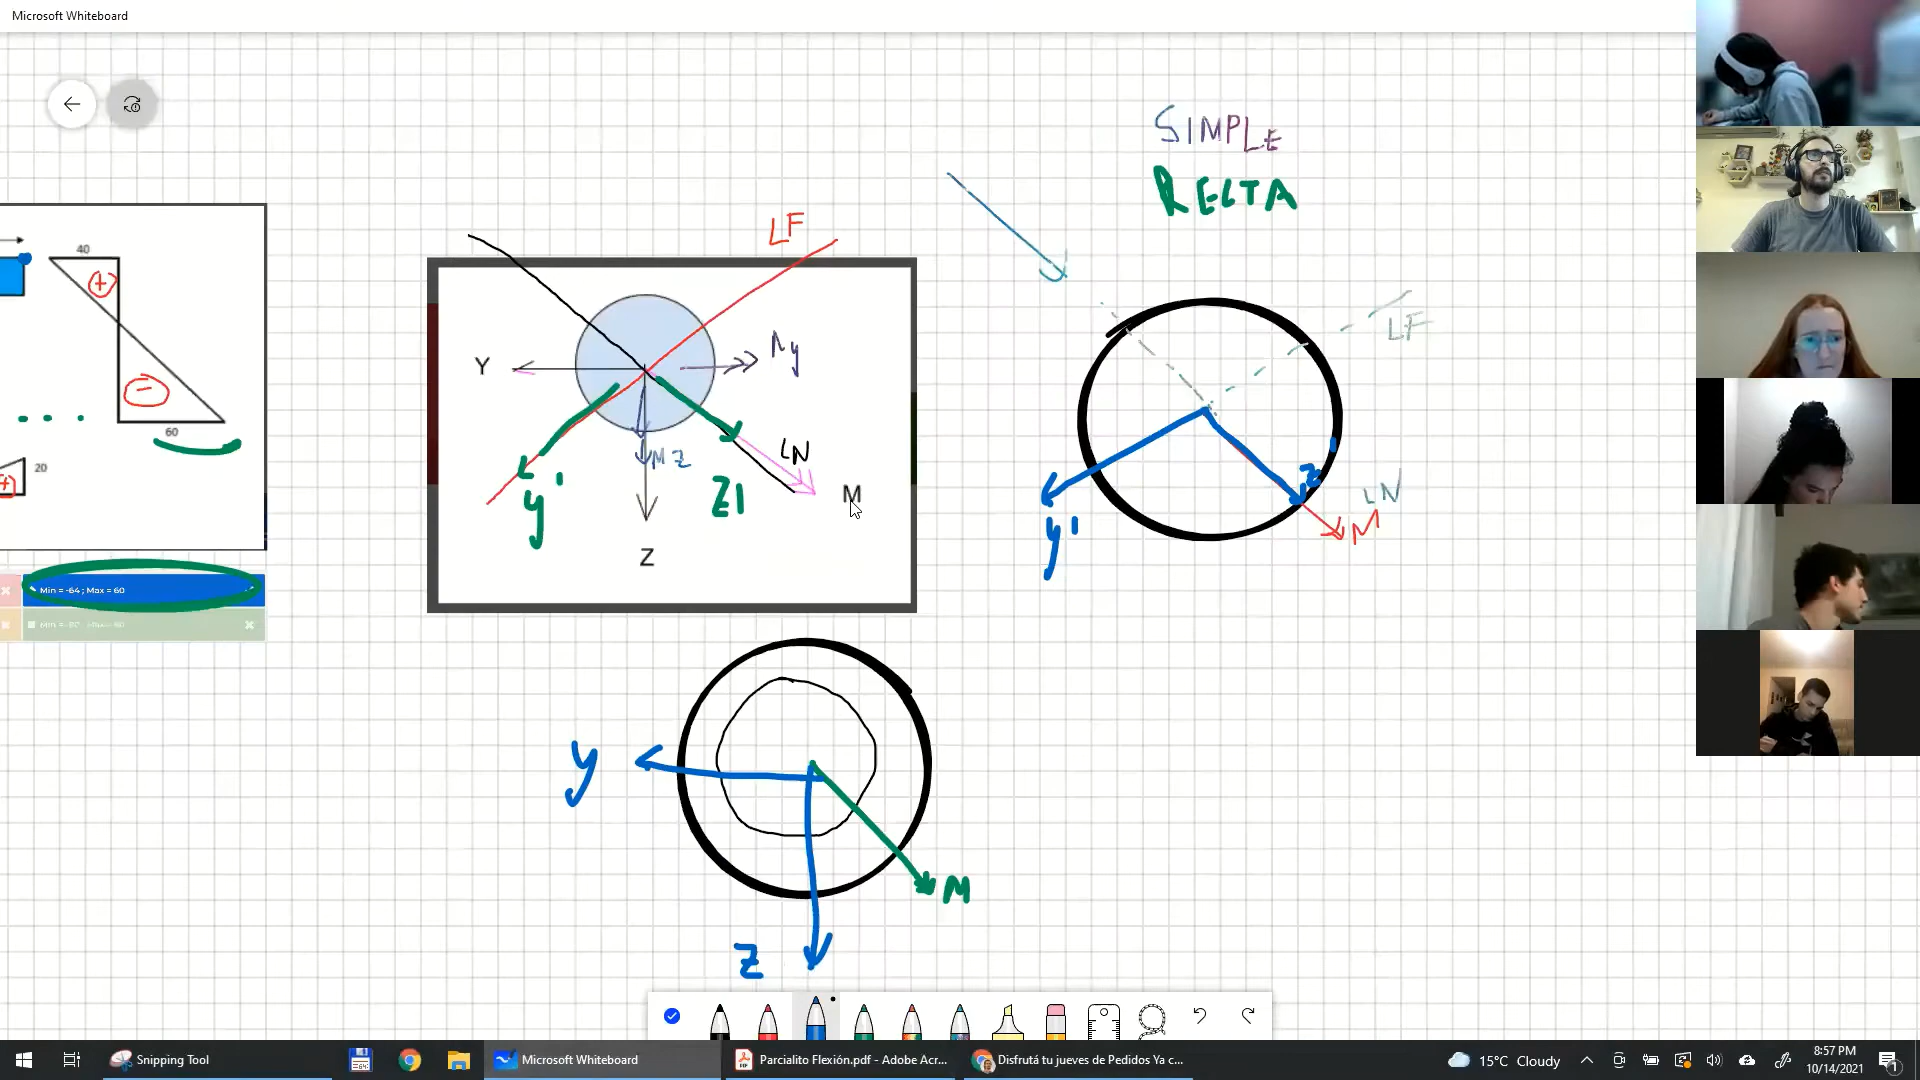 Microsoft Whiteboard
SIMPLE
RECTA
40
+
−
60
20
+
Min = -64 ; Max = 60
LF
Y
My
MZ
LN
y'
Z1
M
Z
LF
Z'
LN
M
y'
y
M
Z
Snipping Tool
Microsoft Whiteboard
Parcialito Flexión.pdf - Adobe Acr...
Disfrutá tu jueves de Pedidos Ya c...
15°C Cloudy
8:57 PM
10/14/2021
1